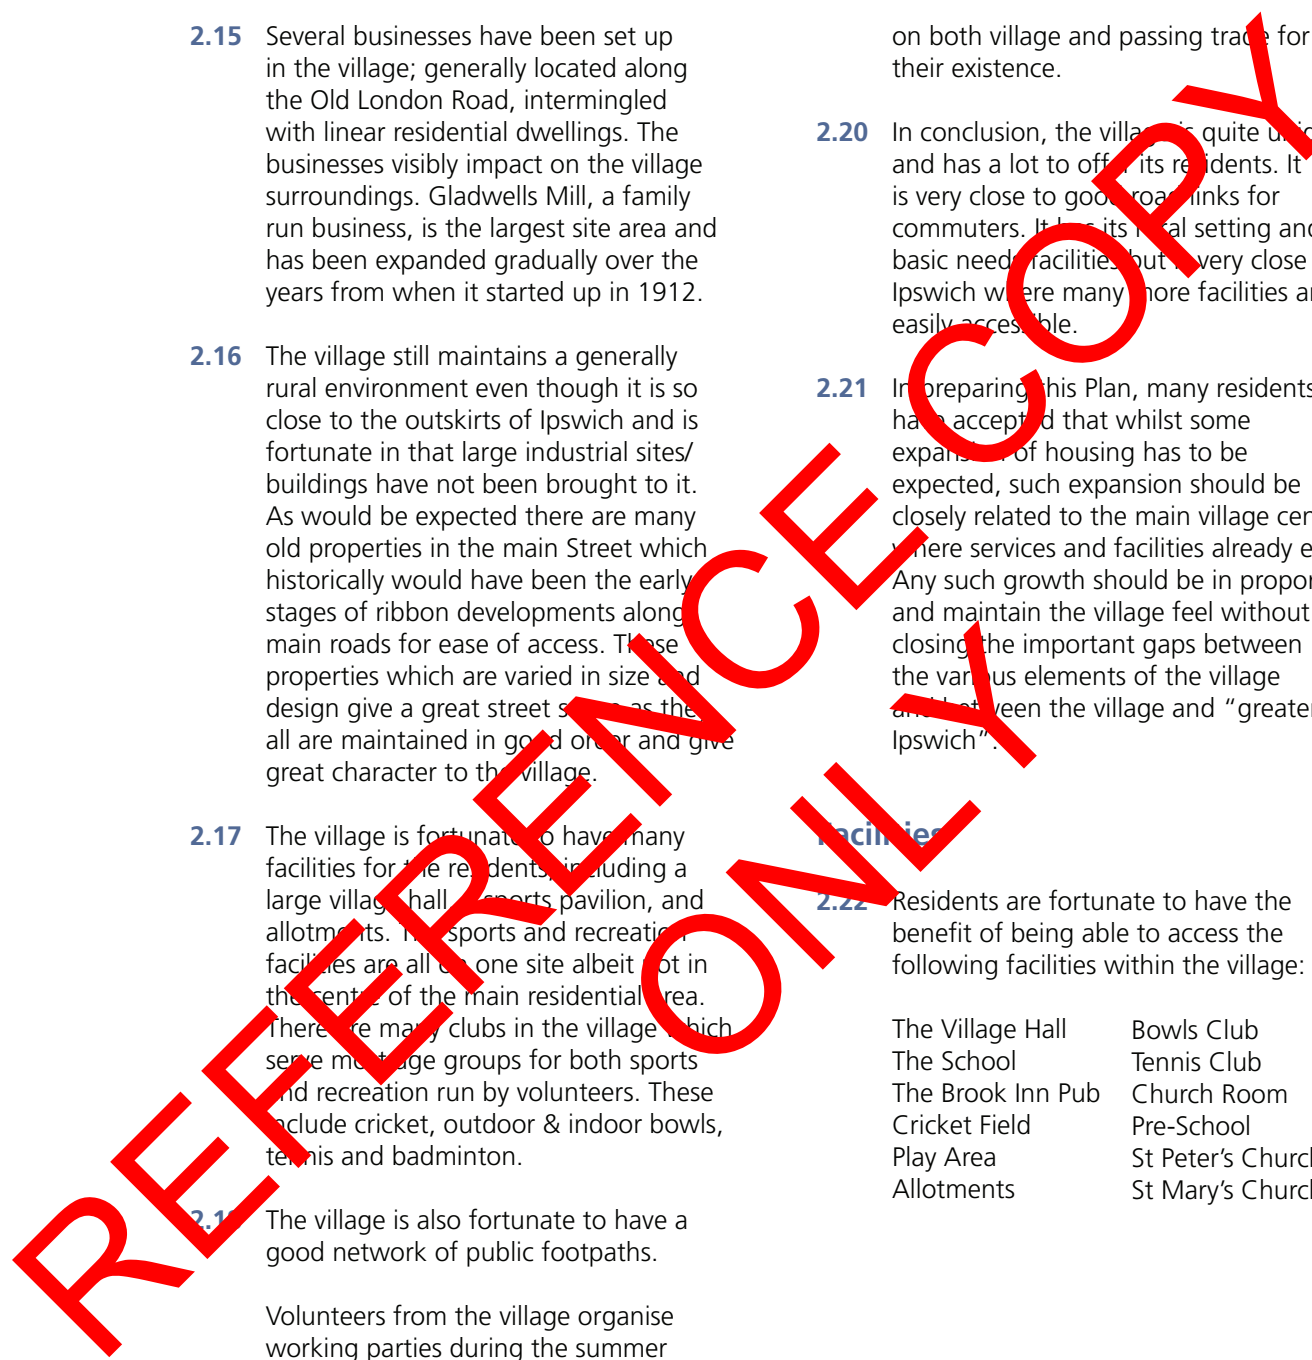 2.15 Several businesses have been set up
in the village; generally located along
the Old London Road, intermingled
with linear residential dwellings. The
businesses visibly impact on the village
surroundings. Gladwells Mill, a family
run business, is the largest site area and
has been expanded gradually over the
years from when it started up in 1912.
2.16 The village still maintains a generally
rural environment even though it is so
close to the outskirts of Ipswich and is
fortunate in that large industrial sites/
buildings have not been brought to it.
As would be expected there are many
old properties in the main Street which
historically would have been the early
stages of ribbon developments along
main roads for ease of access. These
properties which are varied in size and
design give a great street as
all are maintained in good order and give
great character to the village.
2.17 The village is fortunate to have many
facilities for the residents, including a
large village hall, sports pavilion, and
allotments. The sports and recreation
facilities are all on one site albeit not in
the centre of the main residential area.
There are many clubs in the village which
serve most age groups for both sports
and recreation run by volunteers. These
include cricket, outdoor & indoor bowls,
tennis and badminton.
The village is also fortunate to have a
good network of public footpaths.
Volunteers from the village organise
working parties during the summer
on both village and passing trade for
their existence.
2.20 In conclusion, the village is quite
and has a lot to offer its residents. It
is very close to good road links for
commuters. It has its rural setting and
basic needs facilities but is very close
Ipswich where many more facilities
easily accessible.
2.21 In preparing this Plan, many residents
have accepted that whilst some
expansion of housing has to be
expected, such expansion should be
closely related to the main village
where services and facilities already
Any such growth should be in
and maintain the village feel without
closing the important gaps between
the various elements of the village
and between the village and “greater
Ipswich”.
Facilities
2.22 Residents are fortunate to have the
benefit of being able to access the
following facilities within the village:
The Village Hall Bowls Club
The School Tennis Club
The Brook Inn Pub Church Room
Cricket Field Pre-School
Play Area St Peter’s Church
Allotments St Mary’s Church
REFERENCE COPY
ONLY